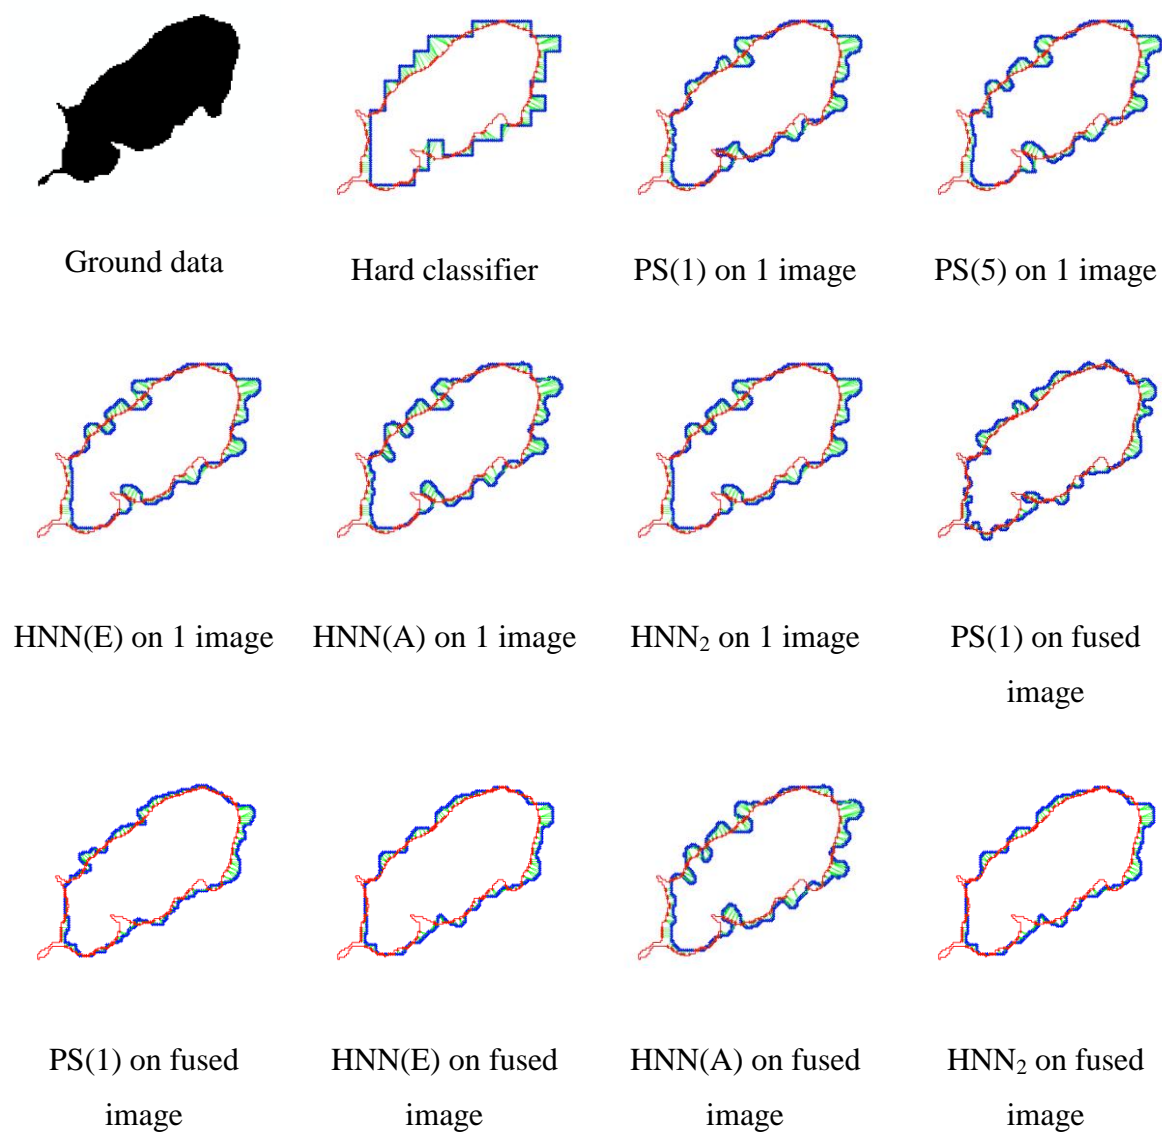 Ground data
Hard classifier
PS(1) on 1 image
PS(5) on 1 image
HNN(E) on 1 image
HNN(A) on 1 image
HNN₂ on 1 image
PS(1) on fused
image
PS(1) on fused
image
HNN(E) on fused
image
HNN(A) on fused
image
HNN₂ on fused
image